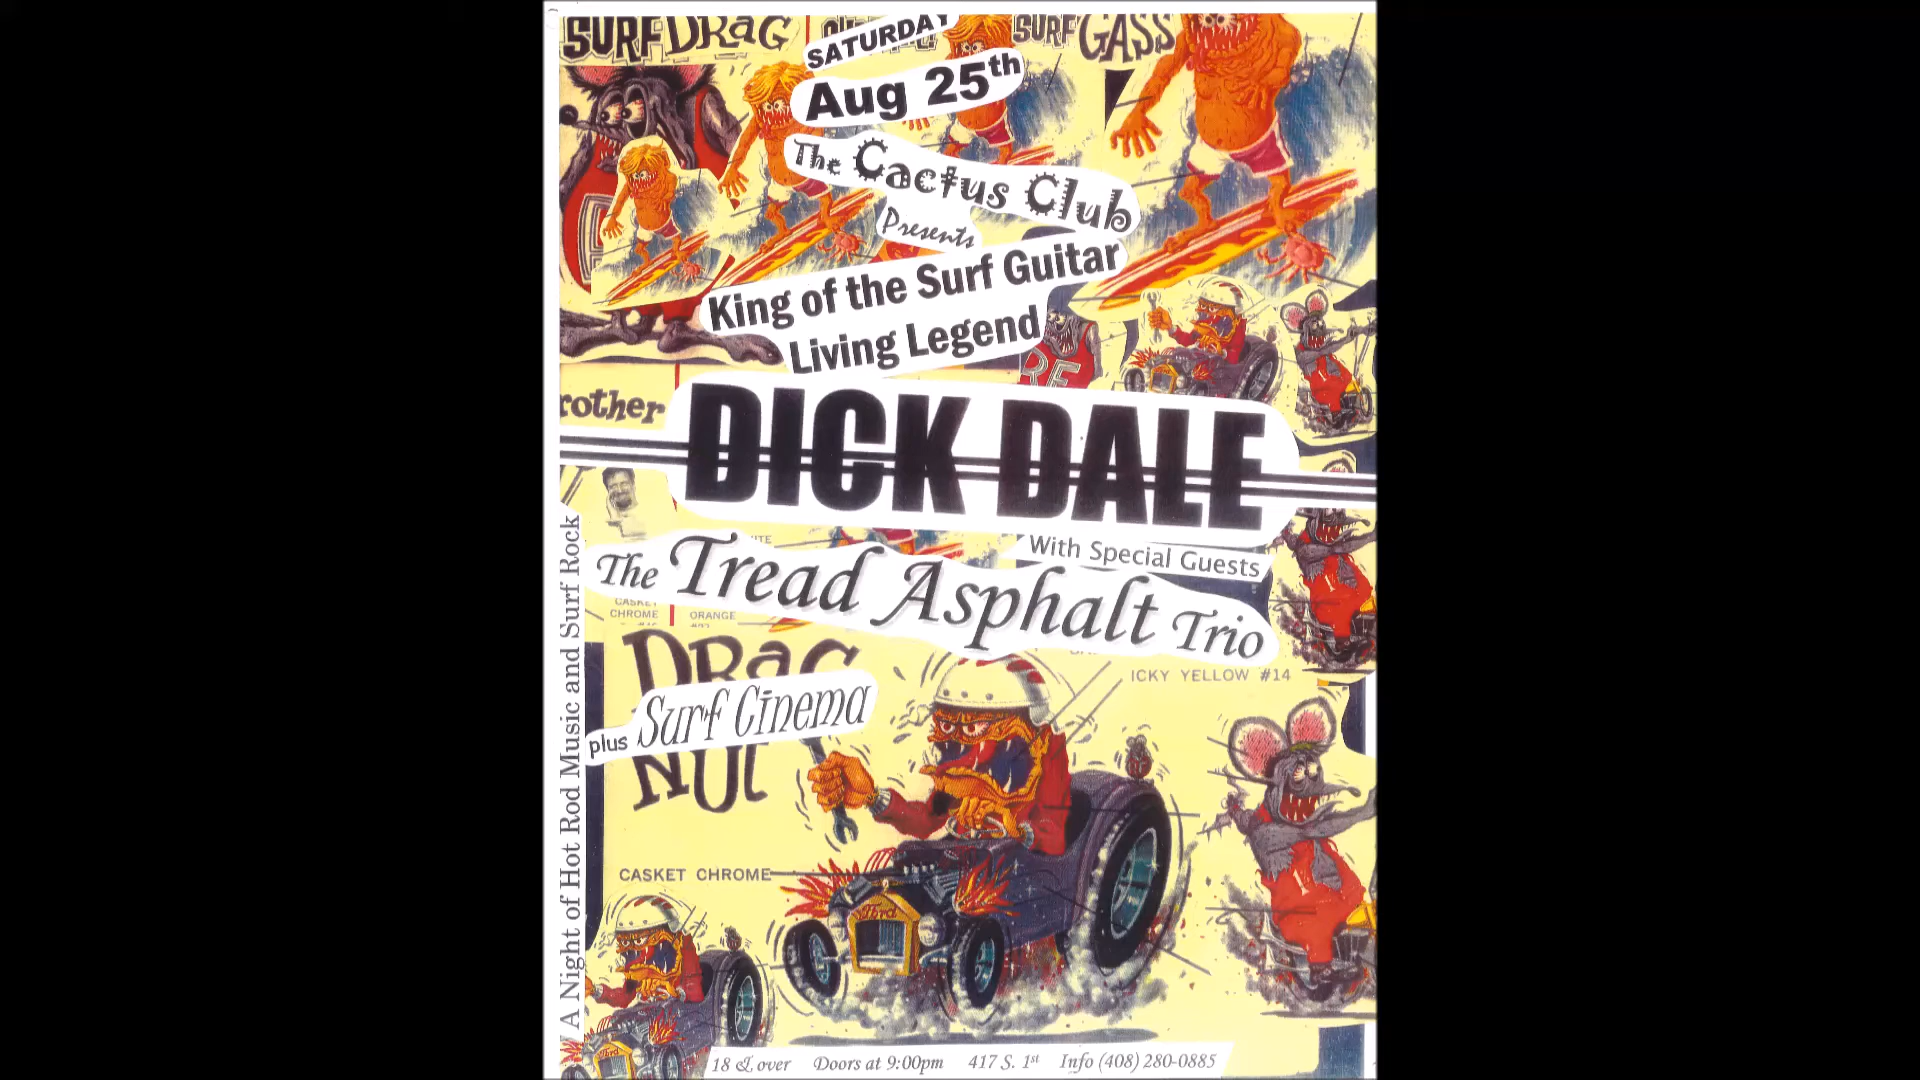 SURF DRAG
SURF GASS
SATURDAY
Aug 25th
The Cactus Club
Presents
King of the Surf Guitar
Living Legend
rother
DICK DALE
With Special Guests
The Tread Asphalt Trio
CASKET
CHROME
ORANGE
DRAG
NUT
ICKY YELLOW #14
plus Surf Cinema
CASKET CHROME
Ford
Ford
A Night of Hot Rod Music and Surf Rock
18 & over Doors at 9:00pm 417 S. 1st Info (408) 280-0885